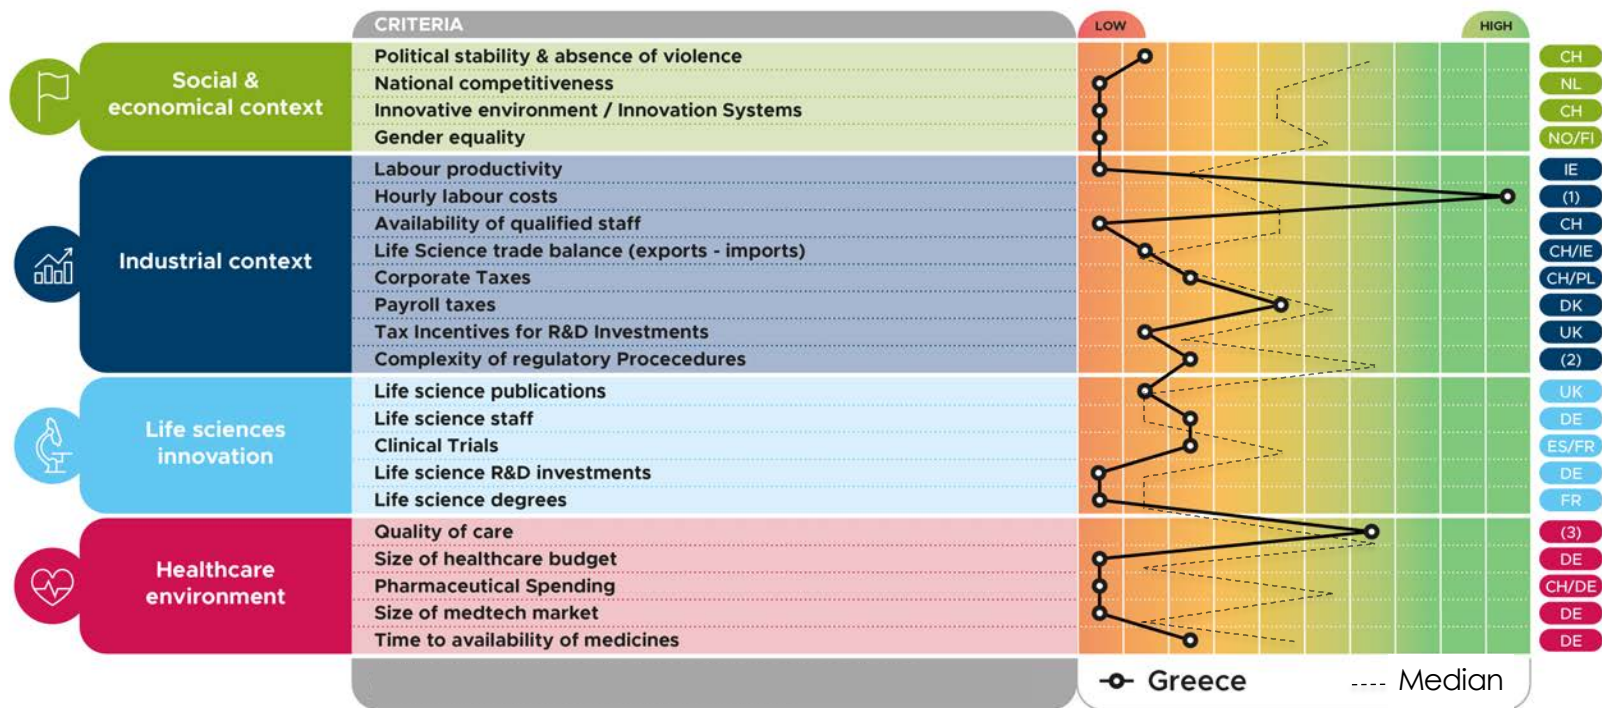 CRITERIA
LOW
HIGH
Social &
economical context
Political stability & absence of violence
CH
National competitiveness
NL
Innovative environment / Innovation Systems
CH
Gender equality
NO/FI
Industrial context
Labour productivity
IE
Hourly labour costs
(1)
Availability of qualified staff
CH
Life Science trade balance (exports - imports)
CH/IE
Corporate Taxes
CH/PL
Payroll taxes
DK
Tax Incentives for R&D Investments
UK
Complexity of regulatory Procecedures
(2)
Life sciences
innovation
Life science publications
UK
Life science staff
DE
Clinical Trials
ES/FR
Life science R&D investments
DE
Life science degrees
FR
Healthcare
environment
Quality of care
(3)
Size of healthcare budget
DE
Pharmaceutical Spending
CH/DE
Size of medtech market
DE
Time to availability of medicines
DE
Greece
Median